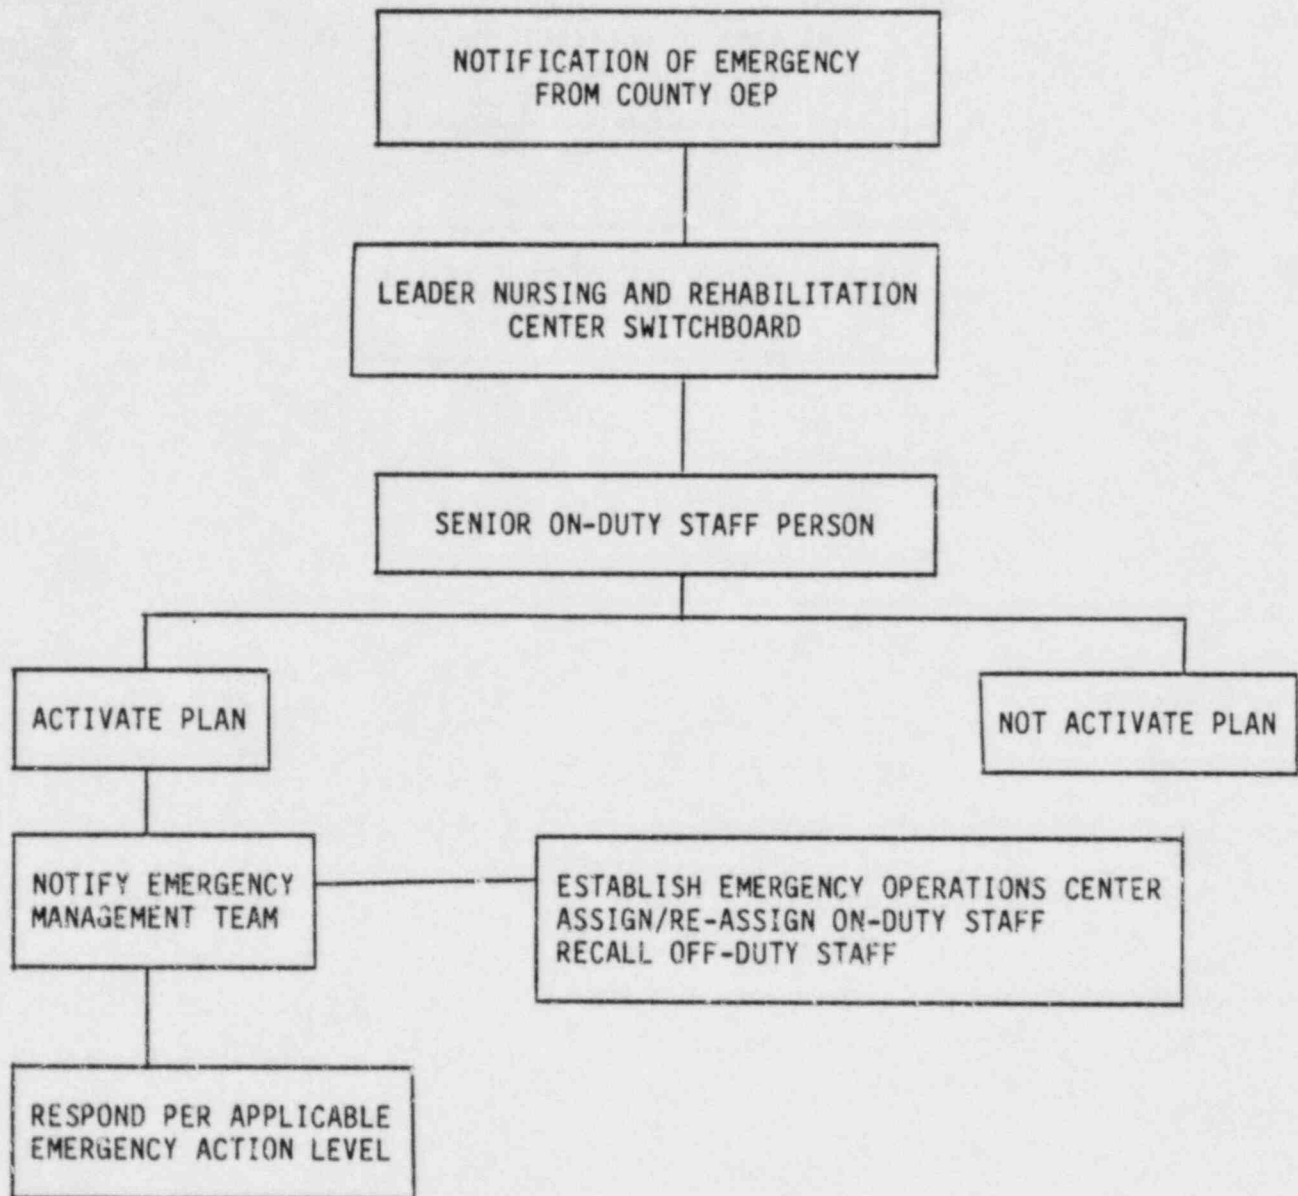 NOTIFICATION OF EMERGENCY
FROM COUNTY OEP
LEADER NURSING AND REHABILITATION
CENTER SWITCHBOARD
SENIOR ON-DUTY STAFF PERSON
ACTIVATE PLAN
NOT ACTIVATE PLAN
NOTIFY EMERGENCY
MANAGEMENT TEAM
ESTABLISH EMERGENCY OPERATIONS CENTER
ASSIGN/RE-ASSIGN ON-DUTY STAFF
RECALL OFF-DUTY STAFF
RESPOND PER APPLICABLE
EMERGENCY ACTION LEVEL